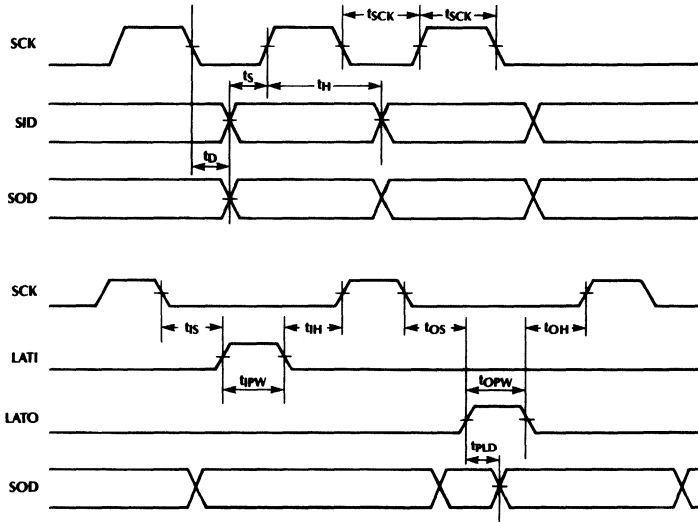 tSCK tSCK
SCK
tS tH
SID
tD
SOD
SCK
tIS tIH tOS tOH
LATI
tIPW tOPW
LATO
tPLD
SOD